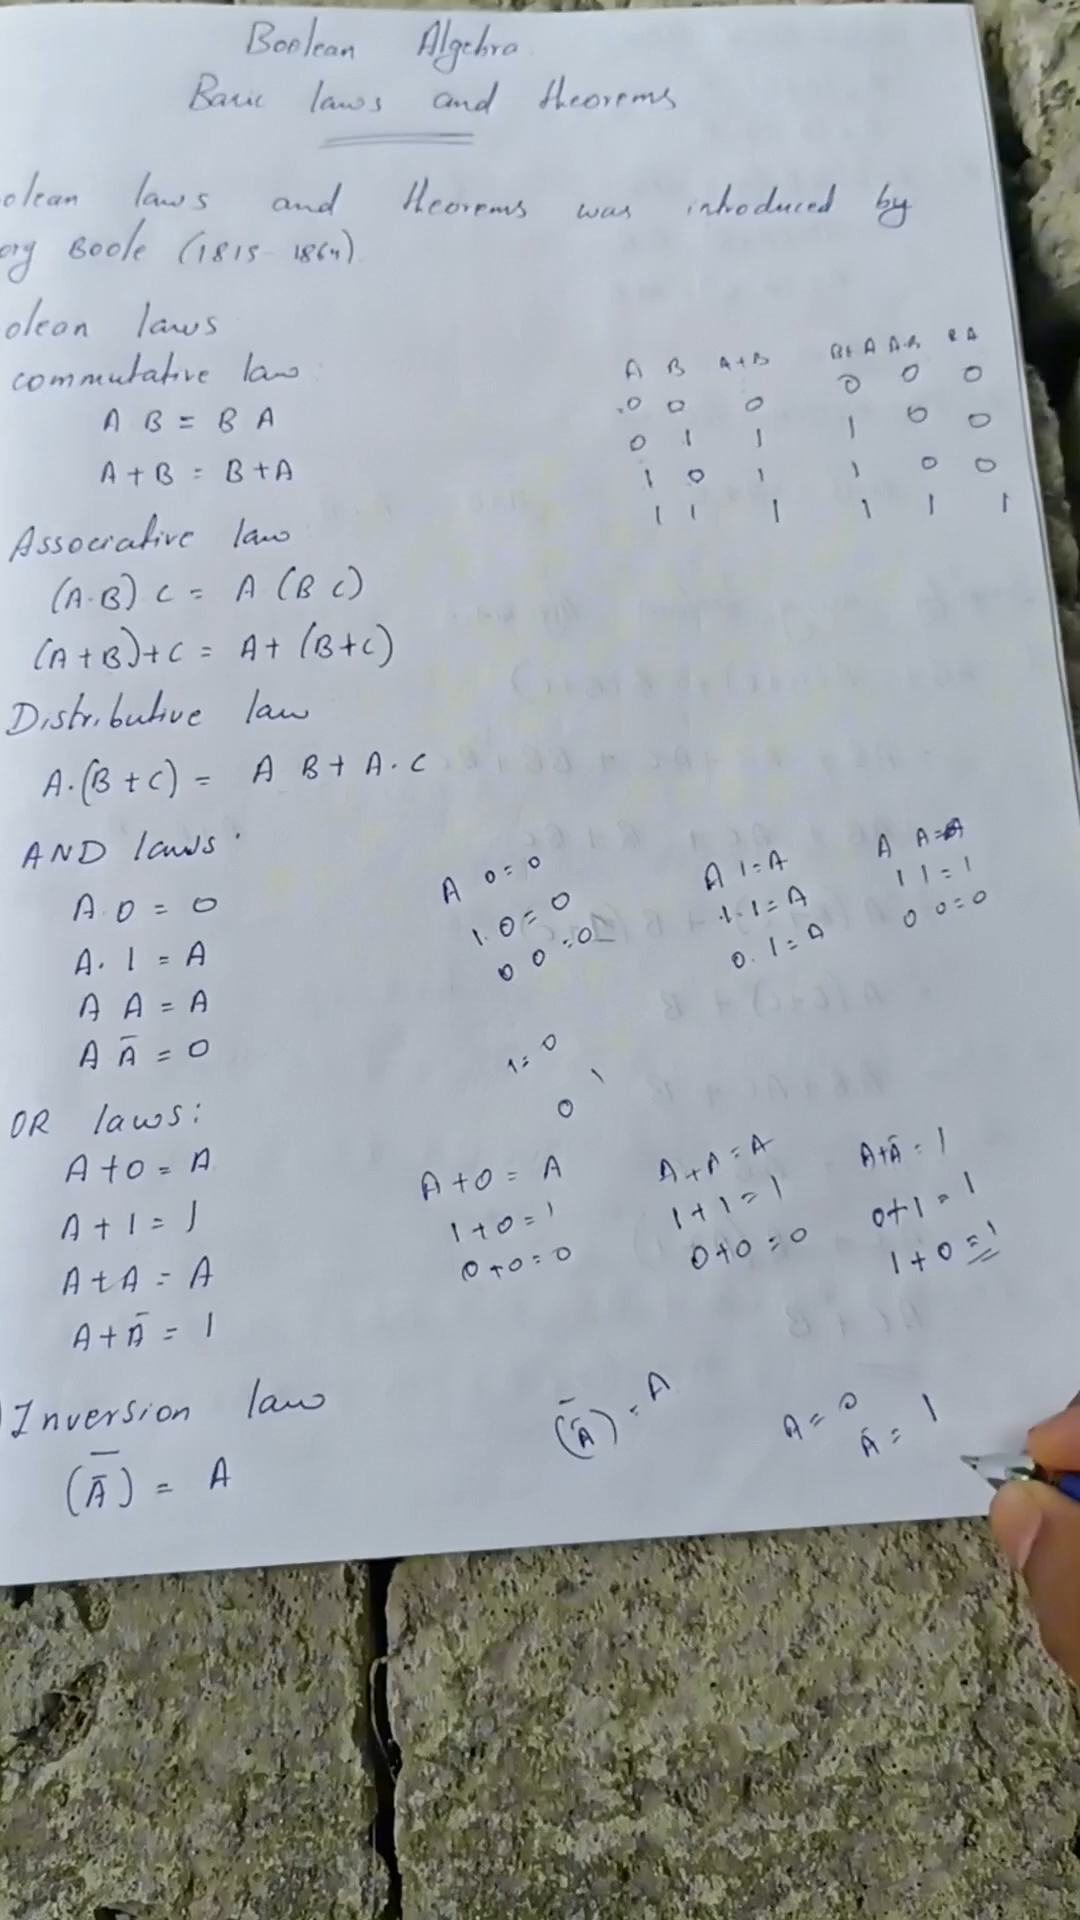 Boolean Algebra
Basic laws and theorems
olean laws and theorems was introduced by
org Boole (1815-1864)
olean laws
commutative law:
A B = B A
A + B = B + A
A B A+B B+A A.B B A
0 0 0 0 0 0
0 1 1 1 0 0
1 0 1 1 0 0
1 1 1 1 1 1
Associative law
(A.B) C = A (B C)
(A+B)+C = A+ (B+C)
Distributive law
A.(B+C) = A B + A.C
AND laws:
A 0 = 0
A. 1 = A
A A = A
A Ā = 0
A 0 = 0
1. 0 = 0
0 0 = 0
A 1 = A
1. 1 = A
0. 1 = A
A A = A
1 1 = 1
0 0 = 0
1 = 0
0 1
OR laws:
A + 0 = A
A + 1 = 1
A + A = A
A + Ā = 1
A + 0 = A
1 + 0 = 1
0 + 0 = 0
A + A = A
1 + 1 = 1
0 + 0 = 0
A + Ā = 1
0 + 1 = 1
1 + 0 = 1
Inversion law
(Ā)̄ = A
(Ā)̄ = A
A = 0
Ā = 1